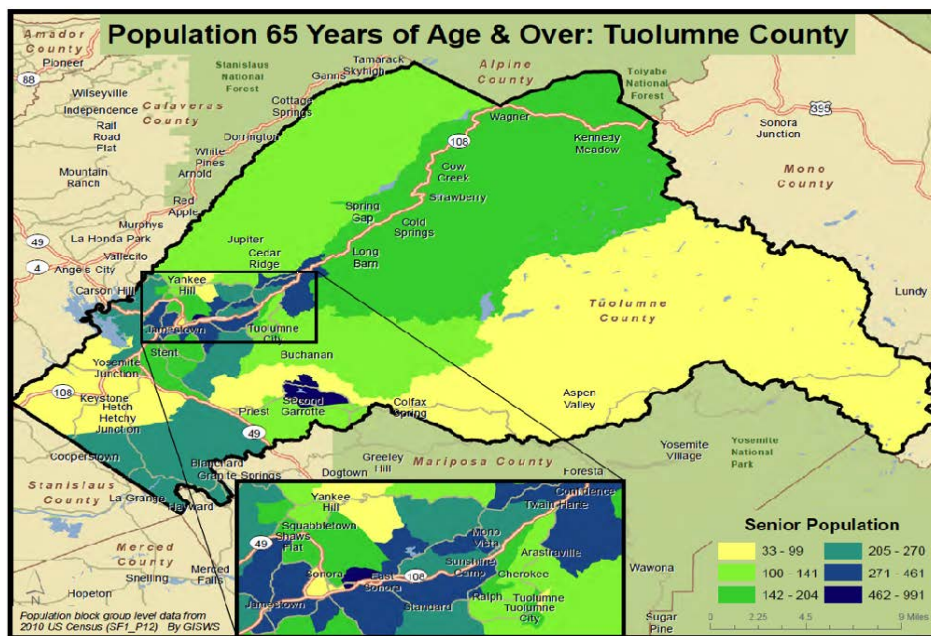 Population 65 Years of Age & Over: Tuolumne County
Amador
County
Pioneer
88
Wilseyville
Independence
Rail
Road
Flat
Mountain
Ranch
Calaveras
County
Stanislaus
National
Forest
Tamarack
Skyhigh
Ganns
Cottage
Springs
Dorrington
White
Pines
Arnold
Red
Apple
Murphys
49
La Honda Park
Vallecito
4
Angels City
Carson Hill
Alpine
County
Toiyabe
National
Forest
395
Sonora
Junction
Mono
County
Wagner
108
Kennedy
Meadow
Cow
Creek
Strawberry
Spring
Gap
Cold
Springs
Long
Barn
Jupiter
Cedar
Ridge
Yankee
Hill
Jamestown
Tuolumne
City
Stent
Tuolumne
County
Lundy
Yosemite
Junction
Buchanan
108
Keystone
Hetch
Hetchy
Junction
Second
Garrotte
Priest
49
Colfax
Spring
Aspen
Valley
Cooperstown
Blanchard
Granite Springs
Stanislaus
County
La Grange
Hayward
Greeley
Hill
Dogtown
Mariposa County
Foresta
Yosemite
Village
Yosemite
National
Park
Merced
County
Snelling
Merced
Falls
Hopeton
Wawona
Sugar
Pine
Yankee
Hill
Squabbletown
Shaws
Flat
49
Sonora
East
Sonora
108
Jamestown
Standard
Mono
Vista
Sunshine
Camp
Confidence
Twain Harte
Arastraville
Cherokee
Ralph
Tuolumne
Tuolumne
City
Senior Population
33 - 99
100 - 141
142 - 204
205 - 270
271 - 461
462 - 991
0 2.25 4.5 9 Miles
N
Population block group level data from
2010 US Census (SF1_P12) By GISWS